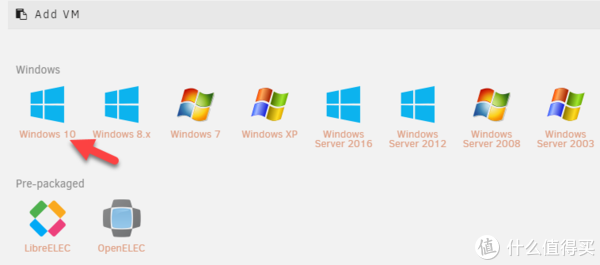 Add VM
Windows
Windows 10 Windows 8.x Windows 7 Windows XP Windows Windows Windows Windows
Server 2016 Server 2012 Server 2008 Server 2003
Pre-packaged
LibreELEC OpenELEC
值 什么值得买